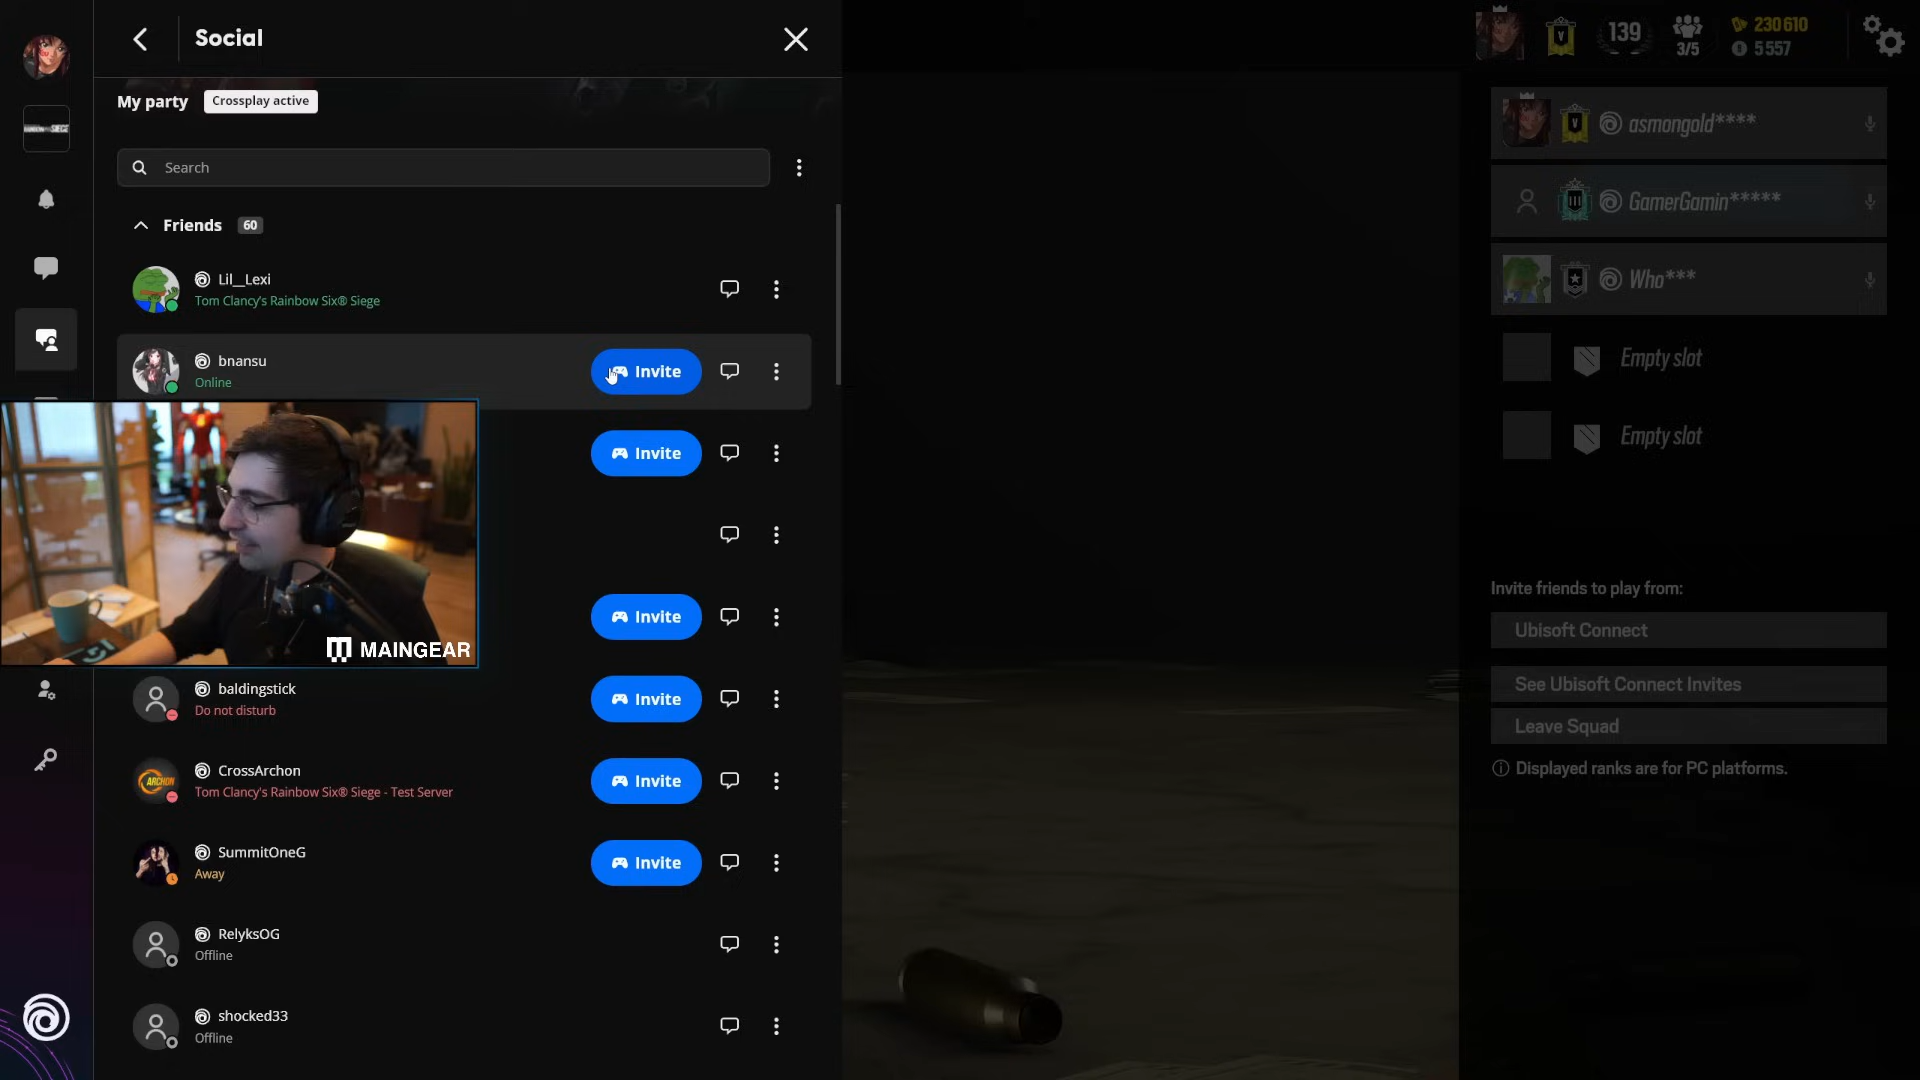 Social
My party
Crossplay active
Search
Friends 60
Lil__Lexi
Tom Clancy's Rainbow Six® Siege
bnansu
Online
Invite
Invite
Invite
MAINGEAR
baldingstick
Do not disturb
Invite
CrossArchon
Tom Clancy's Rainbow Six® Siege - Test Server
Invite
SummitOneG
Away
Invite
RelyksOG
Offline
shocked33
Offline
ARCHON
SIEGE
139
3/5
230 610
5 557
V
asmongold****
V
GamerGamin*****
III
Who***
Empty slot
Empty slot
Invite friends to play from:
Ubisoft Connect
See Ubisoft Connect Invites
Leave Squad
Displayed ranks are for PC platforms.